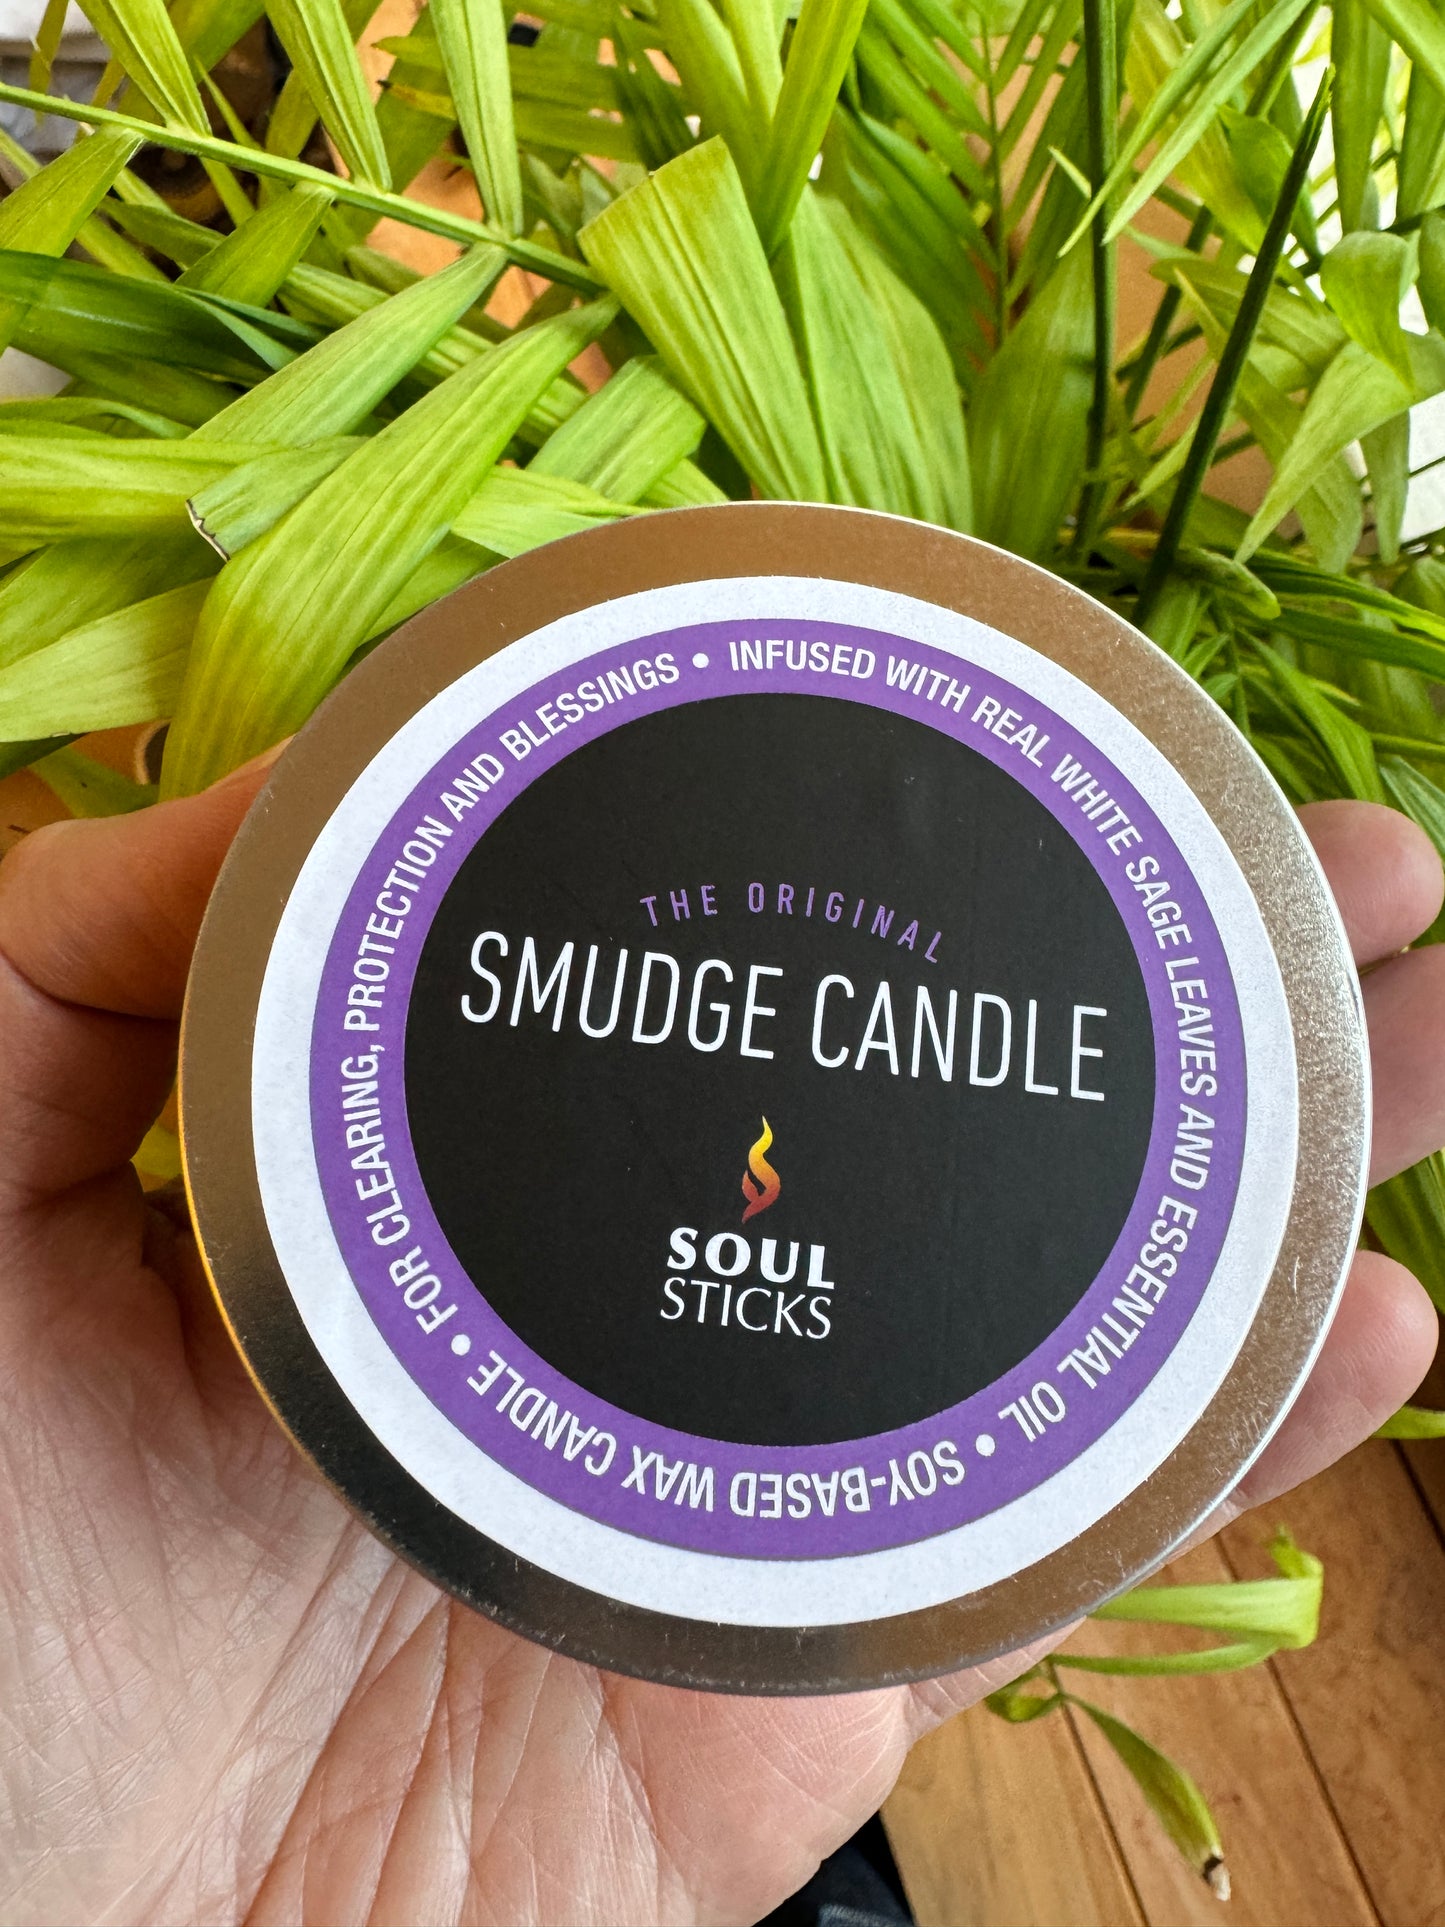 INFUSED WITH REAL WHITE SAGE LEAVES AND ESSENTIAL OIL • SOY-BASED WAX CANDLE • FOR CLEARING, PROTECTION AND BLESSINGS •
THE ORIGINAL
SMUDGE CANDLE
SOUL
STICKS